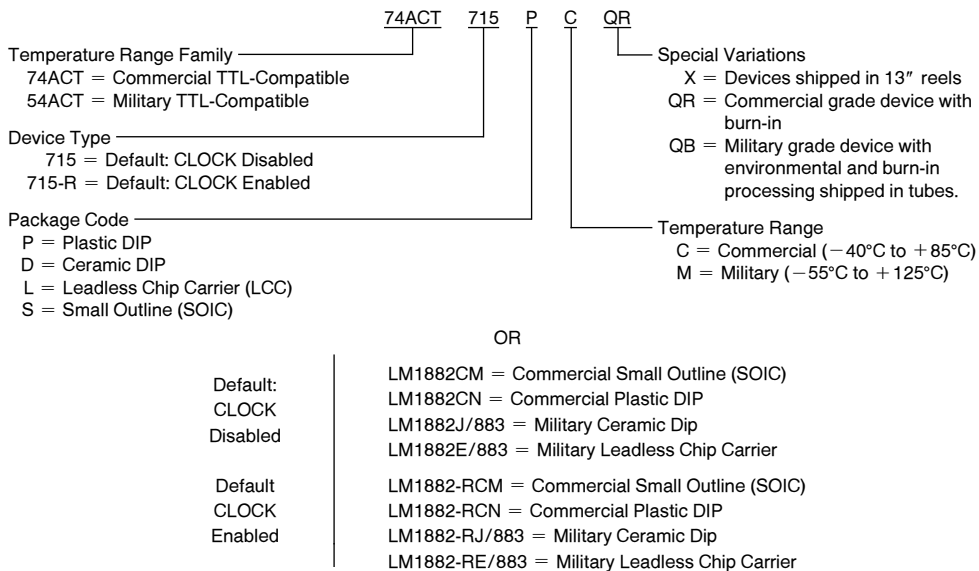 74ACT 715 P C QR
Temperature Range Family
74ACT = Commercial TTL-Compatible
54ACT = Military TTL-Compatible
Device Type
715 = Default: CLOCK Disabled
715-R = Default: CLOCK Enabled
Package Code
P = Plastic DIP
D = Ceramic DIP
L = Leadless Chip Carrier (LCC)
S = Small Outline (SOIC)
Special Variations
X = Devices shipped in 13″ reels
QR = Commercial grade device with
burn-in
QB = Military grade device with
environmental and burn-in
processing shipped in tubes.
Temperature Range
C = Commercial (−40°C to +85°C)
M = Military (−55°C to +125°C)
OR
Default:
CLOCK
Disabled
LM1882CM = Commercial Small Outline (SOIC)
LM1882CN = Commercial Plastic DIP
LM1882J/883 = Military Ceramic Dip
LM1882E/883 = Military Leadless Chip Carrier
Default
CLOCK
Enabled
LM1882-RCM = Commercial Small Outline (SOIC)
LM1882-RCN = Commercial Plastic DIP
LM1882-RJ/883 = Military Ceramic Dip
LM1882-RE/883 = Military Leadless Chip Carrier